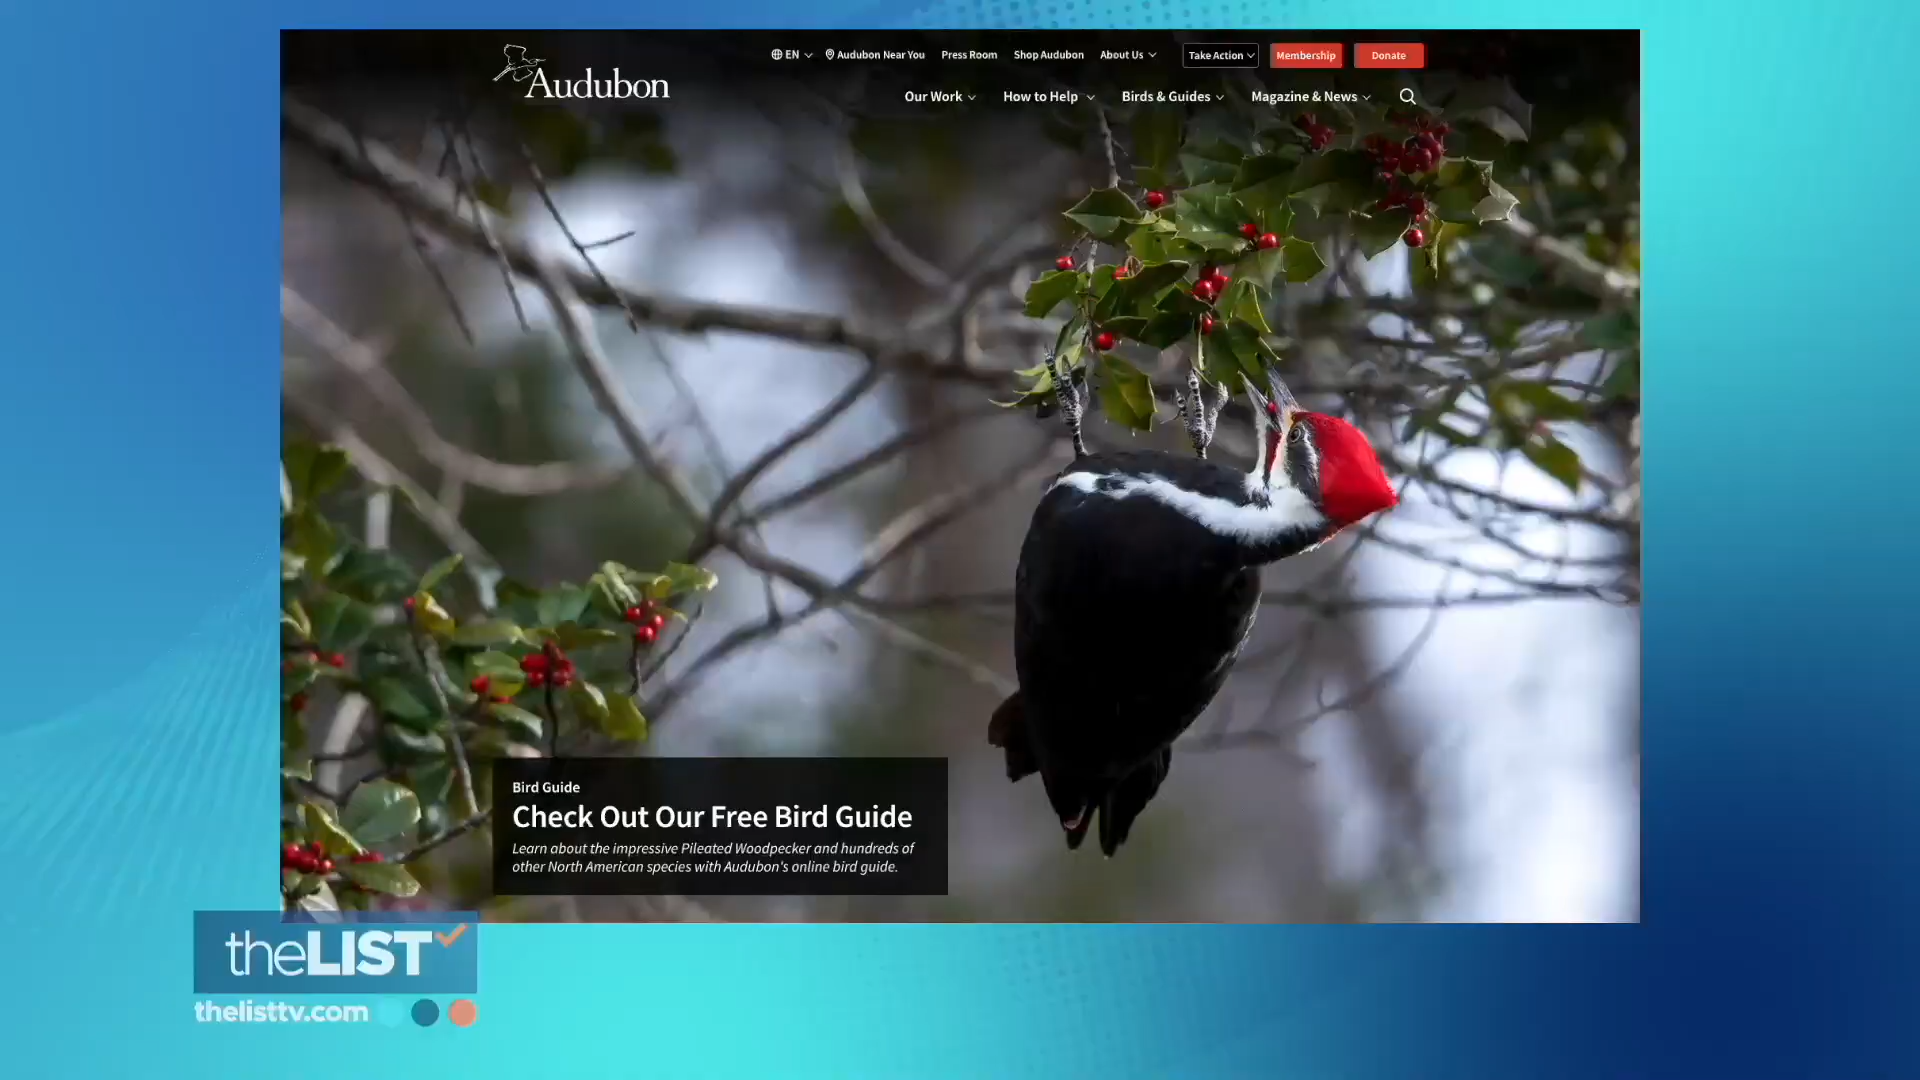 EN Audubon Near You Press Room Shop Audubon About Us Take Action Membership Donate
Audubon
Our Work How to Help Birds & Guides Magazine & News
Bird Guide
Check Out Our Free Bird Guide
Learn about the impressive Pileated Woodpecker and hundreds of
other North American species with Audubon's online bird guide.
theLIST
thelisttv.com